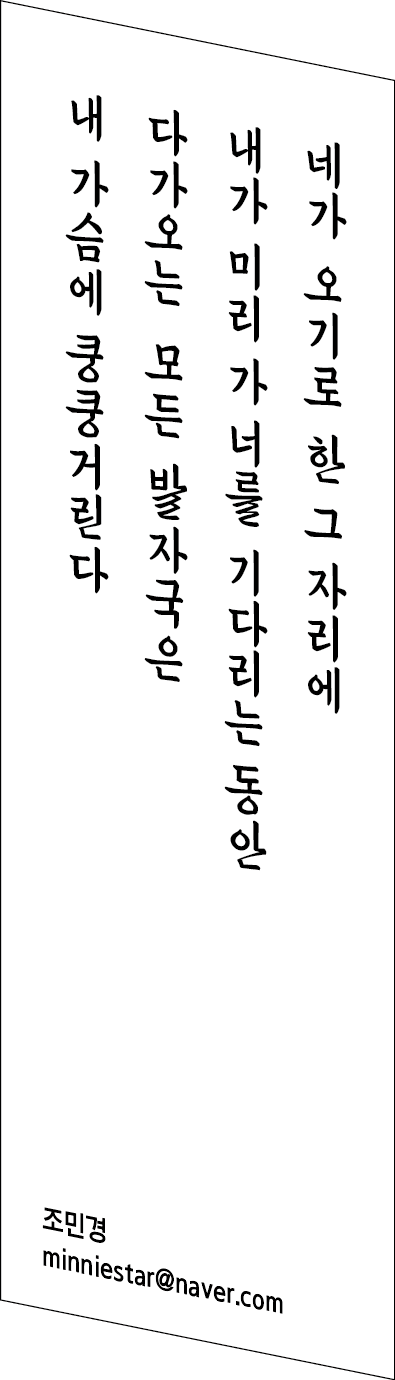 네가 오기로 한 그 자리에
내가 미리 가 너를 기다리는 동안
다가오는 모든 발자국은
내 가슴에 쿵쿵거린다
조민경
minniestar@naver.com